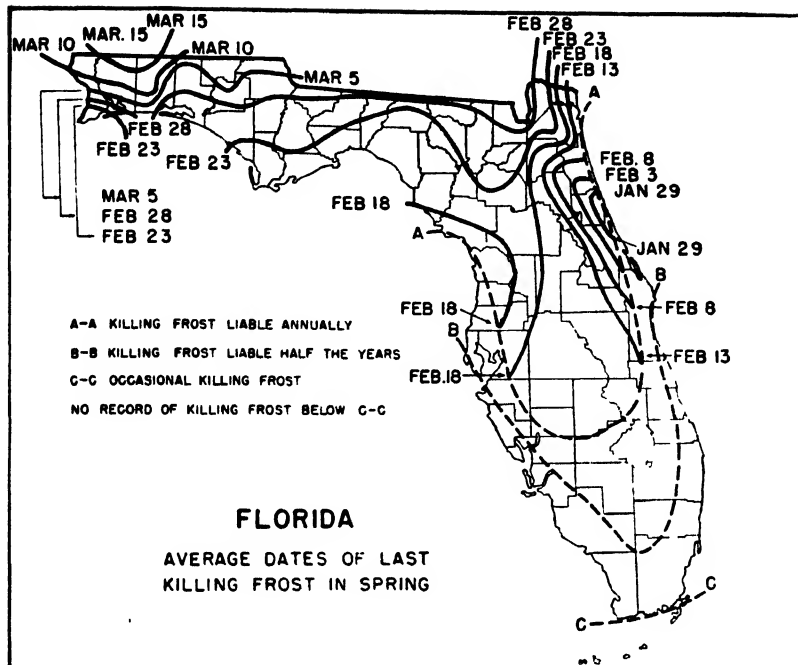 MAR 15
MAR. 15
MAR 10
MAR 10
MAR 5
FEB 28
FEB 23
FEB 18
FEB 13
A
FEB 28
FEB 23
FEB 23
FEB. 8
FEB 3
JAN 29
MAR 5
FEB 28
FEB 23
FEB 18
A
JAN 29
B
FEB 18
FEB 8
B
FEB 13
FEB.18
A-A KILLING FROST LIABLE ANNUALLY
B-B KILLING FROST LIABLE HALF THE YEARS
C-C OCCASIONAL KILLING FROST
NO RECORD OF KILLING FROST BELOW C-C
FLORIDA
AVERAGE DATES OF LAST
KILLING FROST IN SPRING
C
C